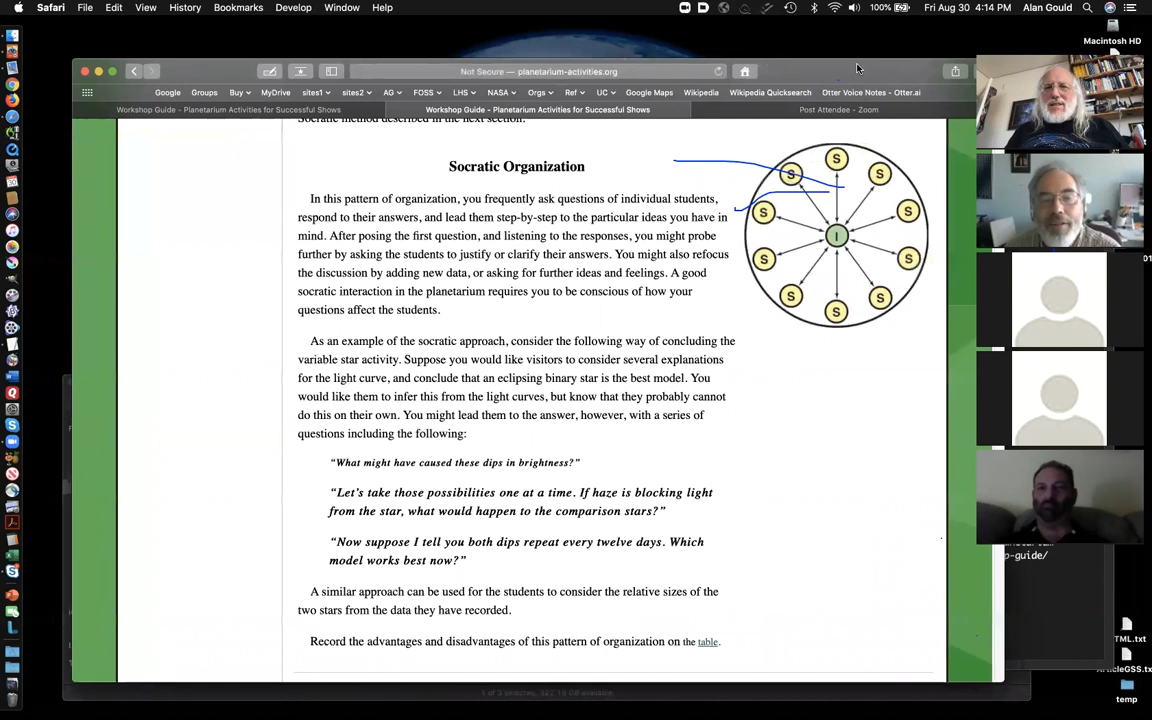 Safari File Edit View History Bookmarks Develop Window Help
100% Fri Aug 30 4:14 PM Alan Gould
Macintosh HD
Not Secure — planetarium-activities.org
Google Groups Buy MyDrive sites1 sites2 AG FOSS LHS NASA Orgs Ref UC Google Maps Wikipedia Wikipedia Quicksearch Otter Voice Notes - Otter.ai
Workshop Guide - Planetarium Activities for Successful Shows
Workshop Guide - Planetarium Activities for Successful Shows
Post Attendee - Zoom
Socratic method described in the next section.
Socratic Organization
In this pattern of organization, you frequently ask questions of individual students,
respond to their answers, and lead them step-by-step to the particular ideas you have in
mind. After posing the first question, and listening to the responses, you might probe
further by asking the students to justify or clarify their answers. You might also refocus
the discussion by adding new data, or asking for further ideas and feelings. A good
socratic interaction in the planetarium requires you to be conscious of how your
questions affect the students.
S
S S
S S
I
S S
S S
S
As an example of the socratic approach, consider the following way of concluding the
variable star activity. Suppose you would like visitors to consider several explanations
for the light curve, and conclude that an eclipsing binary star is the best model. You
would like them to infer this from the light curves, but know that they probably cannot
do this on their own. You might lead them to the answer, however, with a series of
questions including the following:
“What might have caused these dips in brightness?”
“Let’s take those possibilities one at a time. If haze is blocking light
from the star, what would happen to the comparison stars?”
“Now suppose I tell you both dips repeat every twelve days. Which
model works best now?”
A similar approach can be used for the students to consider the relative sizes of the
two stars from the data they have recorded.
Record the advantages and disadvantages of this pattern of organization on the table.
p-guide/
TML.txt
ArticleGSS.txt
temp